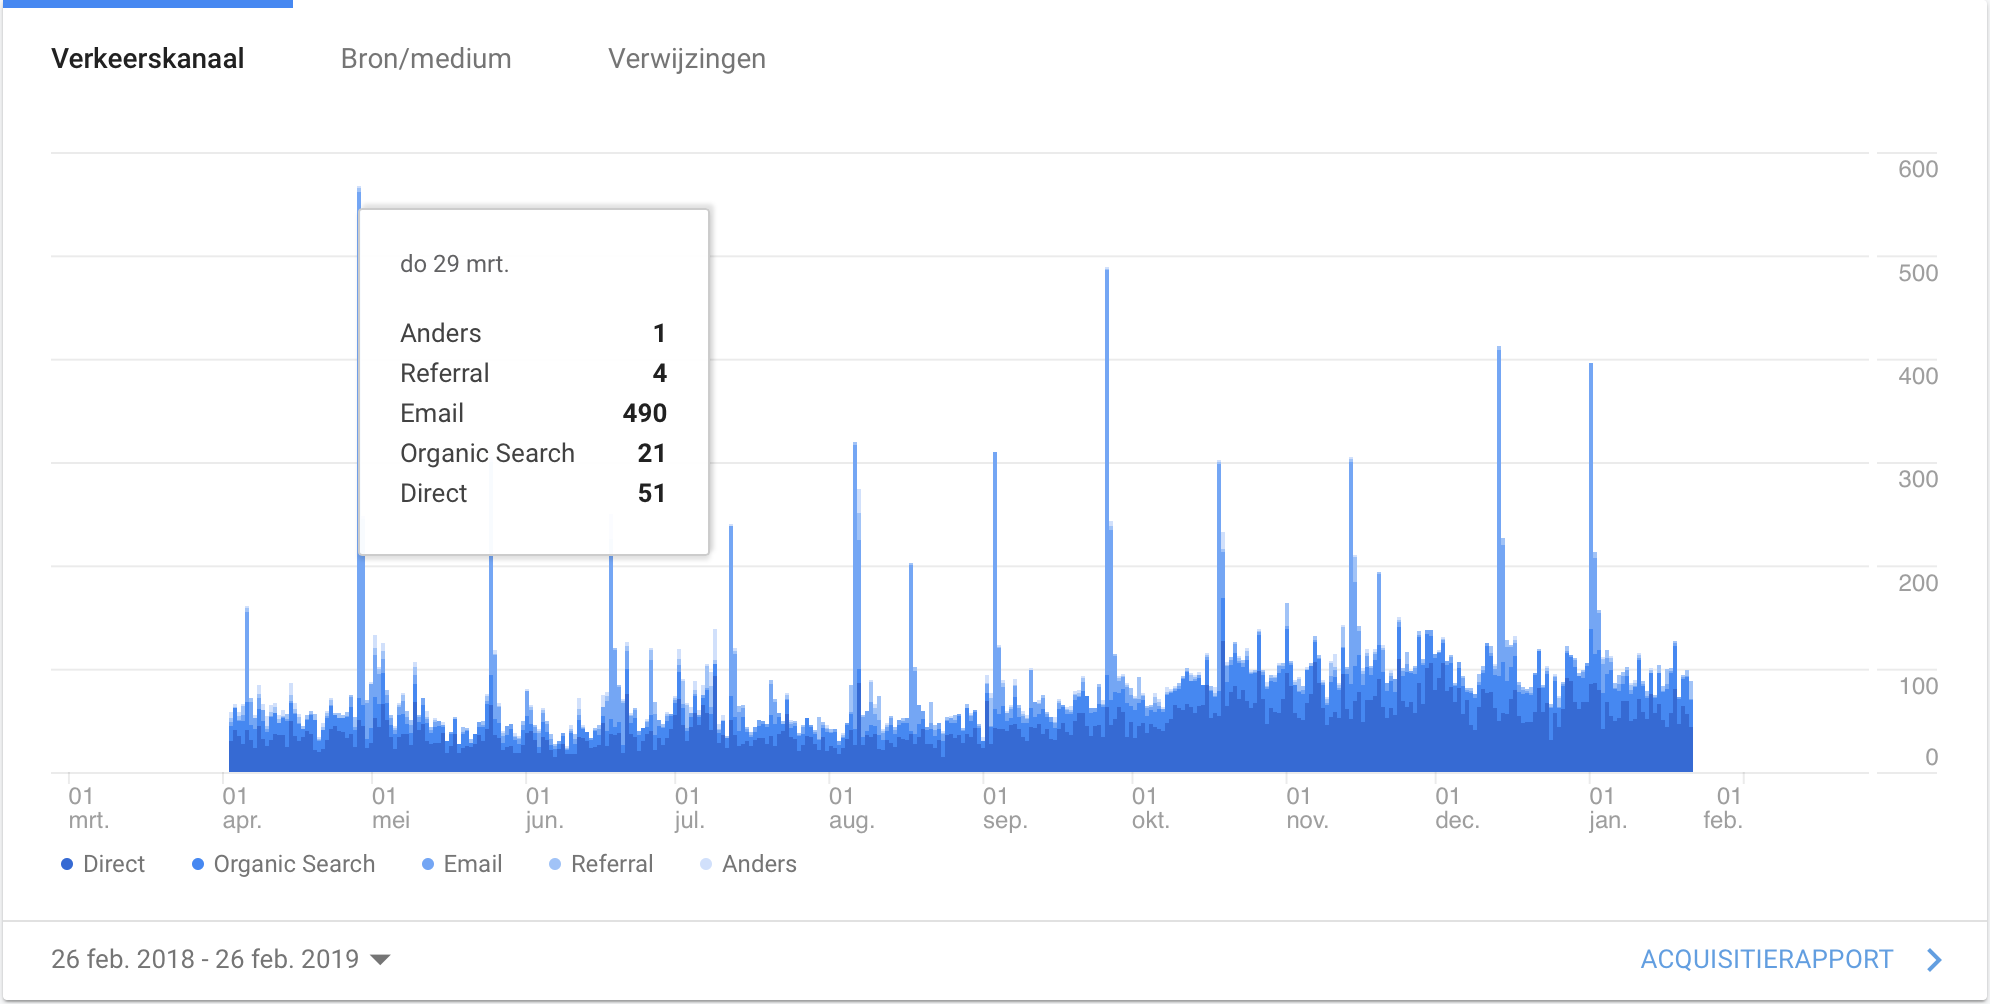 Verkeerskanaal Bron/medium Verwijzingen
600
500
400
300
200
100
0
do 29 mrt.
Anders 1
Referral 4
Email 490
Organic Search 21
Direct 51
01 01 01 01 01 01 01 01 01 01 01 01
mrt. apr. mei jun. jul. aug. sep. okt. nov. dec. jan. feb.
Direct Organic Search Email Referral Anders
26 feb. 2018 - 26 feb. 2019 ACQUISITIERAPPORT